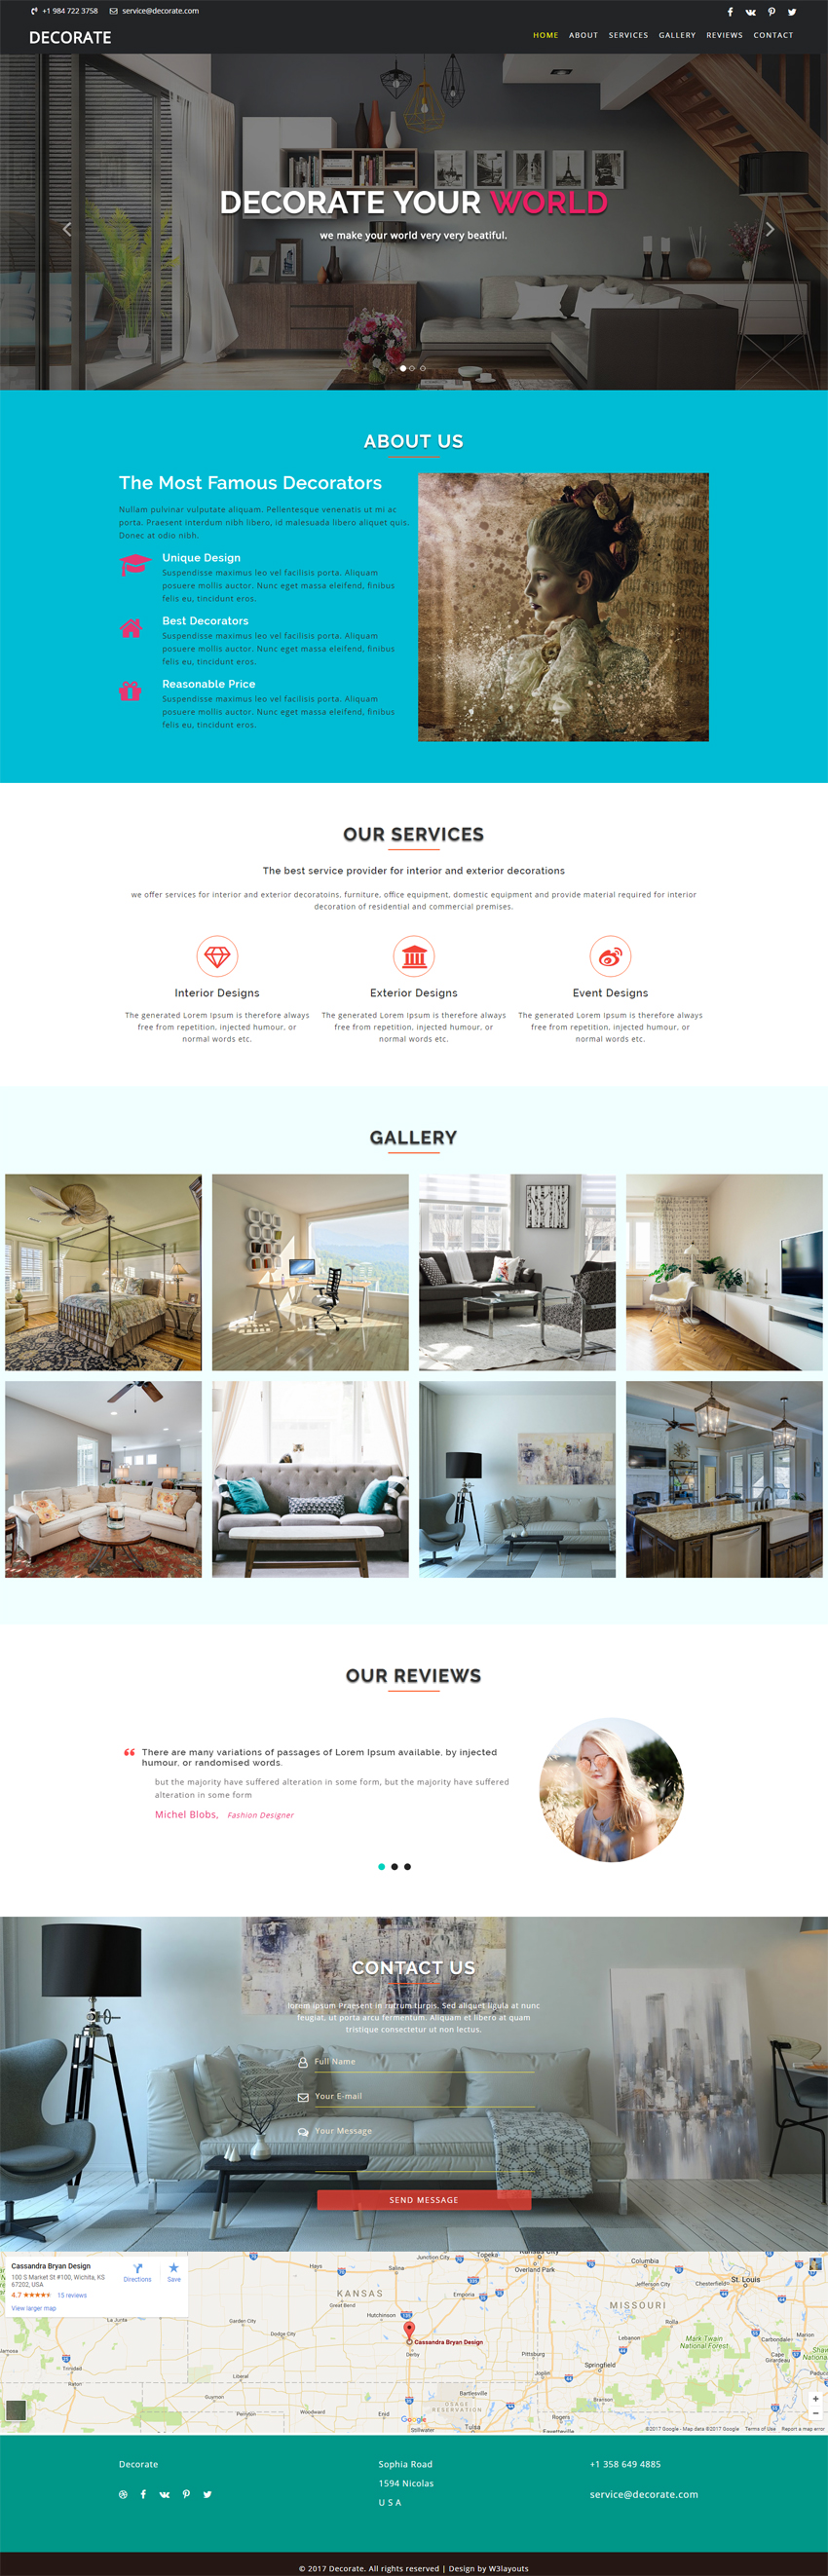 +1 984 722 3758 service@decorate.com
DECORATE
HOME ABOUT SERVICES GALLERY REVIEWS CONTACT
DECORATE YOUR WORLD
we make your world very very beatiful.
ABOUT US
The Most Famous Decorators
Nullam pulvinar vulputate aliquam. Pellentesque venenatis ut mi ac
porta. Praesent interdum nibh libero, id malesuada libero aliquet quis.
Donec at odio nibh.
Unique Design
Suspendisse maximus leo vel facilisis porta. Aliquam
posuere mollis auctor. Nunc eget massa eleifend, finibus
felis eu, tincidunt eros.
Best Decorators
Suspendisse maximus leo vel facilisis porta. Aliquam
posuere mollis auctor. Nunc eget massa eleifend, finibus
felis eu, tincidunt eros.
Reasonable Price
Suspendisse maximus leo vel facilisis porta. Aliquam
posuere mollis auctor. Nunc eget massa eleifend, finibus
felis eu, tincidunt eros.
OUR SERVICES
The best service provider for interior and exterior decorations
we offer services for interior and exterior decoratoins, furniture, office equipment, domestic equipment and provide material required for interior
decoration of residential and commercial premises.
Interior Designs
The generated Lorem Ipsum is therefore always
free from repetition, injected humour, or
normal words etc.
Exterior Designs
The generated Lorem Ipsum is therefore always
free from repetition, injected humour, or
normal words etc.
Event Designs
The generated Lorem Ipsum is therefore always
free from repetition, injected humour, or
normal words etc.
GALLERY
OUR REVIEWS
There are many variations of passages of Lorem Ipsum available, by injected
humour, or randomised words.
but the majority have suffered alteration in some form, but the majority have suffered
alteration in some form
Michel Blobs, Fashion Designer
CONTACT US
lorem ipsum Praesent in rutrum turpis. Sed aliquet ligula at nunc
feugiat, ut porta arcu fermentum. Aliquam et libero at quam
tristique consectetur ut non lectus.
Full Name
Your E-mail
Your Message
SEND MESSAGE
Cassandra Bryan Design
100 S Market St #100, Wichita, KS
67202, USA
4.7 15 reviews
View larger map
Directions
Save
Hays
Salina
Junction City
Topeka
Kansas City
Overland Park
Columbia
Jefferson City
Chesterfield
St. Louis
KANSAS
Great Bend
Emporia
MISSOURI
Hutchinson
Garden City
Dodge City
La Junta
Rolla
Cassandra Bryan Design
Derby
Pittsburg
Lebanon
Mark Twain
National Forest
Carbondale
Marion
Cape
Girardeau
Trinidad
Raton
Liberal
Joplin
Springfield
Branson
Guymon
Perryton
Woodward
Enid
Bartlesville
OSAGE
RESERVATION
Stillwater
Tulsa
Rogers
Fayetteville
Google
©2017 Google - Map data ©2017 Google Terms of Use Report a map error
Decorate
Sophia Road
1594 Nicolas
U S A
+1 358 649 4885
service@decorate.com
© 2017 Decorate. All rights reserved | Design by W3layouts